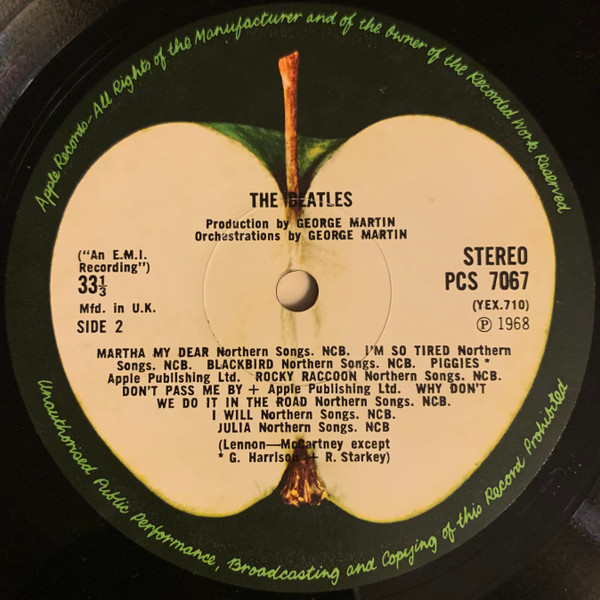 Apple Records-All Rights of the Manufacturer and of the Owner of the Recorded Work Reserved
THE BEATLES
Production by GEORGE MARTIN
Orchestrations by GEORGE MARTIN
("An E.M.I.
Recording")
33⅓
Mfd. in U.K.
SIDE 2
STEREO
PCS 7067
(YEX.710)
Ⓟ 1968
MARTHA MY DEAR Northern Songs. NCB. I'M SO TIRED Northern
Songs. NCB. BLACKBIRD Northern Songs. NCB. PIGGIES *
Apple Publishing Ltd. ROCKY RACCOON Northern Songs. NCB.
DON'T PASS ME BY + Apple Publishing Ltd. WHY DON'T
WE DO IT IN THE ROAD Northern Songs. NCB.
I WILL Northern Songs. NCB.
JULIA Northern Songs. NCB
(Lennon—McCartney except
* G. Harrison + R. Starkey)
Unauthorised Public Performance, Broadcasting and Copying of this Record Prohibited